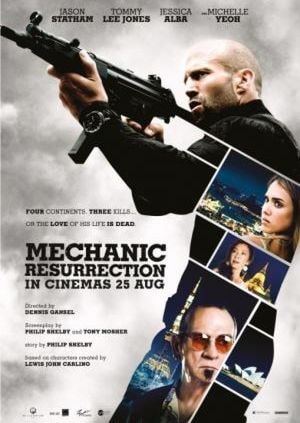 JASON STATHAM TOMMY LEE JONES JESSICA ALBA AND MICHELLE YEOH
FOUR CONTINENTS. THREE KILLS...
OR THE LOVE OF HIS LIFE IS DEAD.
MECHANIC
RESURRECTION
IN CINEMAS 25 AUG
Directed by
DENNIS GANSEL
Screenplay by
PHILIP SHELBY and TONY MOSHER
story by PHILIP SHELBY
based on characters created by
LEWIS JOHN CARLINO